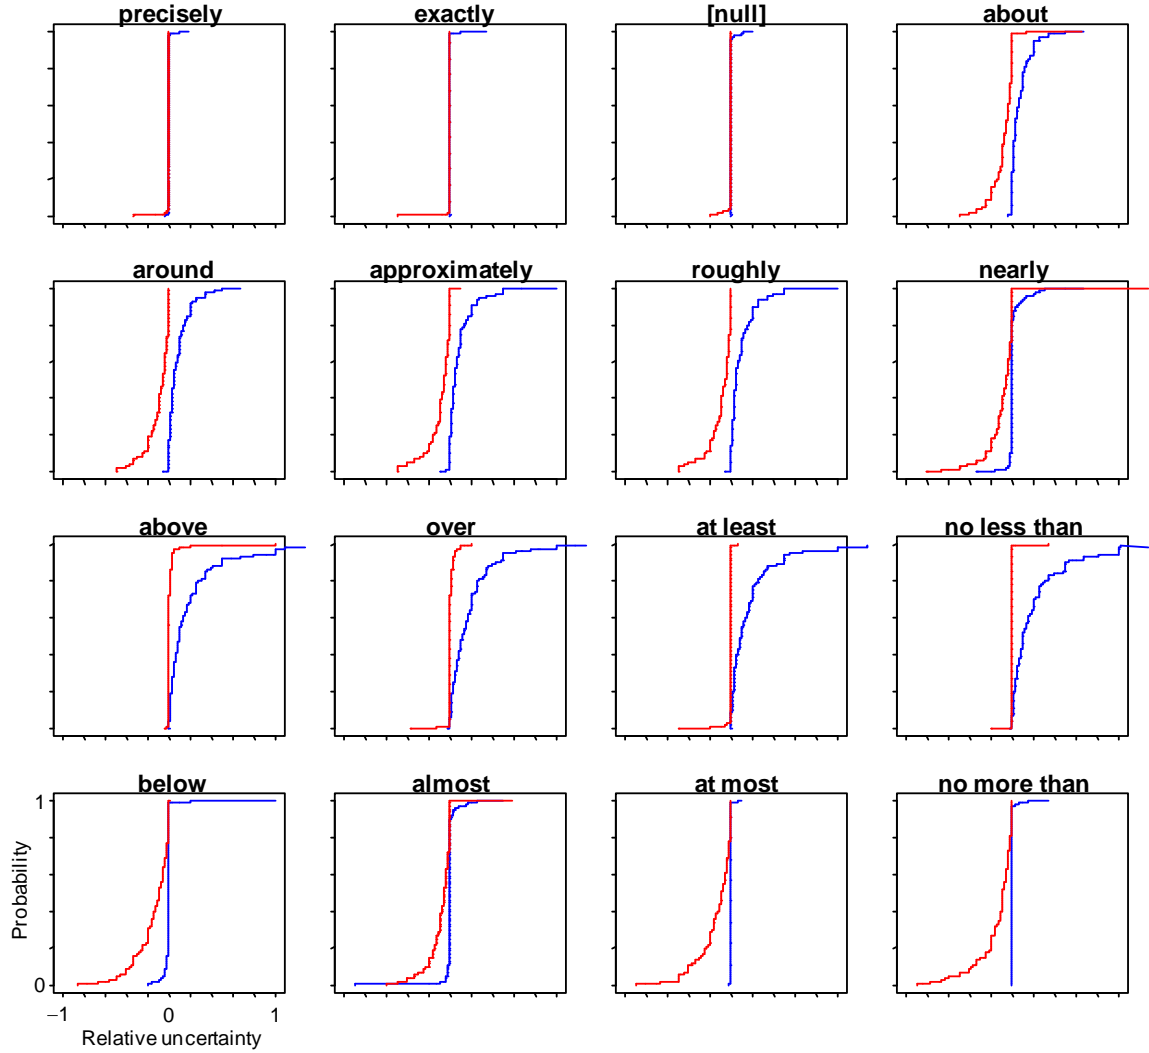 precisely exactly [null] about
around approximately roughly nearly
above over at least no less than
below almost at most no more than
1
Probability
0
−1 0 1
Relative uncertainty